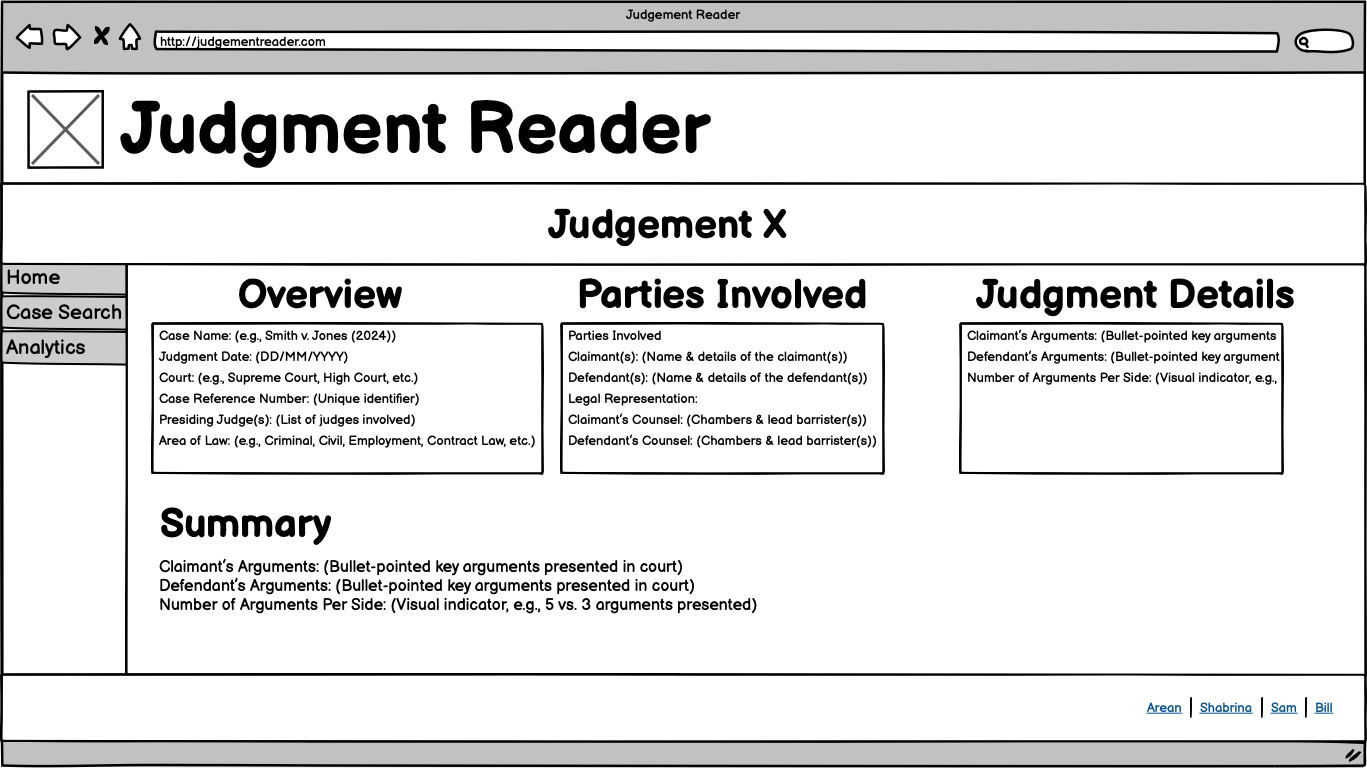 Judgement Reader
http://judgementreader.com
Judgment Reader
Judgement X
Home
Case Search
Analytics
Overview
Case Name: (e.g., Smith v. Jones (2024))
Judgment Date: (DD/MM/YYYY)
Court: (e.g., Supreme Court, High Court, etc.)
Case Reference Number: (Unique identifier)
Presiding Judge(s): (List of judges involved)
Area of Law: (e.g., Criminal, Civil, Employment, Contract Law, etc.)
Parties Involved
Parties Involved
Claimant(s): (Name & details of the claimant(s))
Defendant(s): (Name & details of the defendant(s))
Legal Representation:
Claimant's Counsel: (Chambers & lead barrister(s))
Defendant's Counsel: (Chambers & lead barrister(s))
Judgment Details
Claimant's Arguments: (Bullet-pointed key arguments
Defendant's Arguments: (Bullet-pointed key argument
Number of Arguments Per Side: (Visual indicator, e.g.,
Summary
Claimant's Arguments: (Bullet-pointed key arguments presented in court)
Defendant's Arguments: (Bullet-pointed key arguments presented in court)
Number of Arguments Per Side: (Visual indicator, e.g., 5 vs. 3 arguments presented)
Arean | Shabrina | Sam | Bill